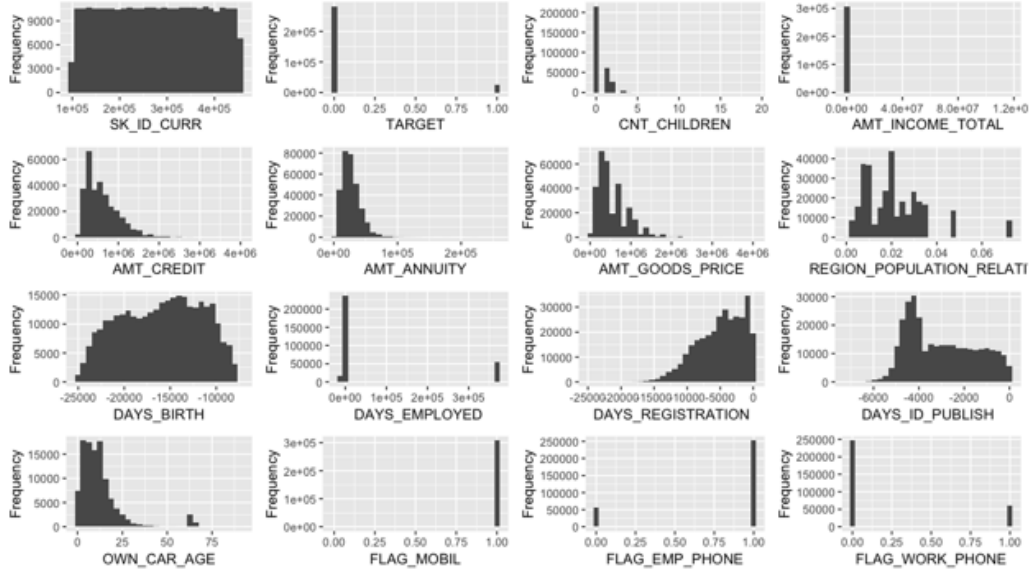 Frequency
9000
6000
3000
0
1e+05 2e+05 3e+05 4e+05
SK_ID_CURR
Frequency
2e+05
1e+05
0e+00
0.00 0.25 0.50 0.75 1.00
TARGET
Frequency
200000
150000
100000
50000
0
0 5 10 15 20
CNT_CHILDREN
Frequency
3e+05
2e+05
1e+05
0e+00
0.0e+00 4.0e+07 8.0e+07 1.2e+0
AMT_INCOME_TOTAL
Frequency
60000
40000
20000
0
0e+00 1e+06 2e+06 3e+06 4e+06
AMT_CREDIT
Frequency
80000
60000
40000
20000
0
0e+00 1e+05 2e+05
AMT_ANNUITY
Frequency
60000
40000
20000
0
0e+00 1e+06 2e+06 3e+06 4e+06
AMT_GOODS_PRICE
Frequency
40000
30000
20000
10000
0
0.00 0.02 0.04 0.06
REGION_POPULATION_RELATI
Frequency
15000
10000
5000
0
-25000 -20000 -15000 -10000
DAYS_BIRTH
Frequency
200000
150000
100000
50000
0
0e+00 1e+05 2e+05 3e+05
DAYS_EMPLOYED
Frequency
30000
20000
10000
0
-25000 -20000 -15000 -10000 -5000 0
DAYS_REGISTRATION
Frequency
30000
20000
10000
0
-6000 -4000 -2000 0
DAYS_ID_PUBLISH
Frequency
15000
10000
5000
0
0 25 50 75
OWN_CAR_AGE
Frequency
3e+05
2e+05
1e+05
0e+00
0.00 0.25 0.50 0.75 1.00
FLAG_MOBIL
Frequency
250000
200000
150000
100000
50000
0
0.00 0.25 0.50 0.75 1.00
FLAG_EMP_PHONE
Frequency
250000
200000
150000
100000
50000
0
0.00 0.25 0.50 0.75 1.00
FLAG_WORK_PHONE